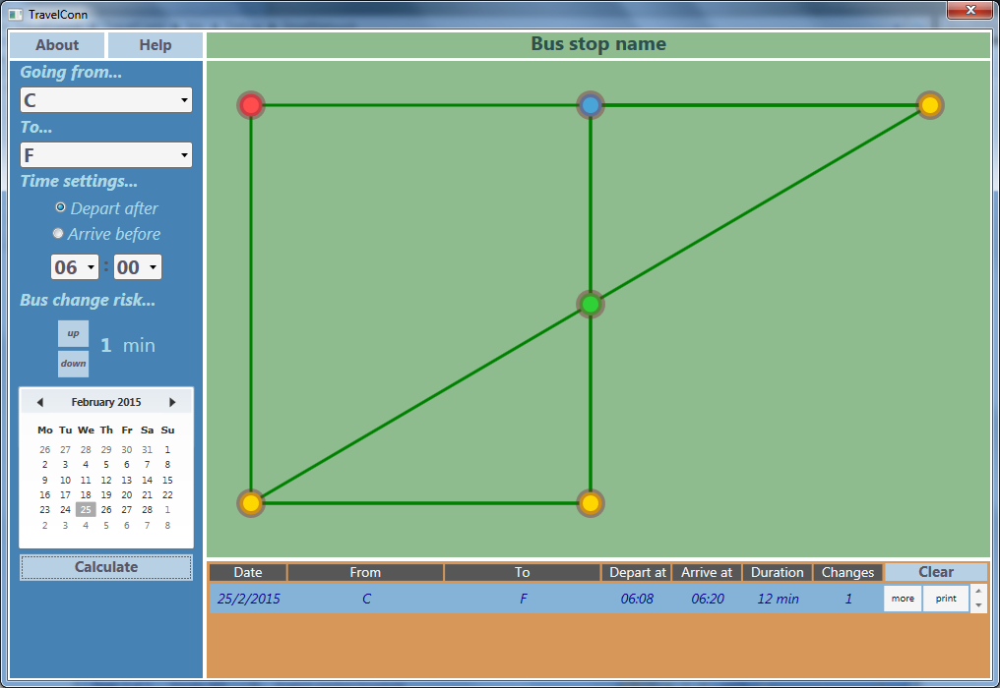 TravelConn
About Help Bus stop name
Going from...
C
To...
F
Time settings...
Depart after
Arrive before
06 : 00
Bus change risk...
up
1 min
down
February 2015
Mo Tu We Th Fr Sa Su
26 27 28 29 30 31 1
2 3 4 5 6 7 8
9 10 11 12 13 14 15
16 17 18 19 20 21 22
23 24 25 26 27 28 1
2 3 4 5 6 7 8
Calculate
Date From To Depart at Arrive at Duration Changes Clear
25/2/2015 C F 06:08 06:20 12 min 1 more print